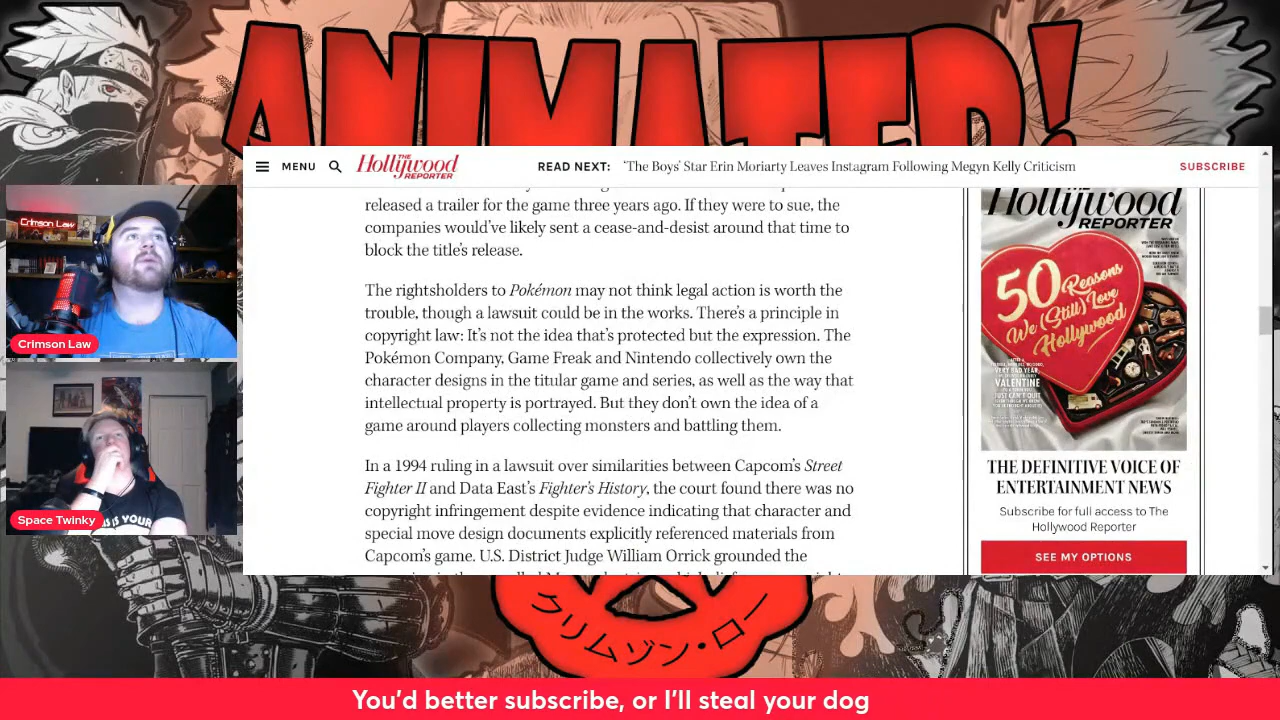 ANIMATED!
MENU
The Hollywood REPORTER
READ NEXT: 'The Boys' Star Erin Moriarty Leaves Instagram Following Megyn Kelly Criticism
SUBSCRIBE
released a trailer for the game three years ago. If they were to sue, the
companies would've likely sent a cease-and-desist around that time to
block the title's release.
The rightsholders to Pokémon may not think legal action is worth the
trouble, though a lawsuit could be in the works. There's a principle in
copyright law: It's not the idea that's protected but the expression. The
Pokémon Company, Game Freak and Nintendo collectively own the
character designs in the titular game and series, as well as the way that
intellectual property is portrayed. But they don't own the idea of a
game around players collecting monsters and battling them.
In a 1994 ruling in a lawsuit over similarities between Capcom's Street
Fighter II and Data East's Fighter's History, the court found there was no
copyright infringement despite evidence indicating that character and
special move design documents explicitly referenced materials from
Capcom's game. U.S. District Judge William Orrick grounded the
THE
Hollywood
REPORTER
50 Reasons
We (Still) Love
Hollywood
VALENTINE
THE DEFINITIVE VOICE OF
ENTERTAINMENT NEWS
Subscribe for full access to The
Hollywood Reporter
SEE MY OPTIONS
Crimson Law
Crimson Law
IS YOUR
Space Twinky
クリムゾン・ロー
You'd better subscribe, or I'll steal your dog